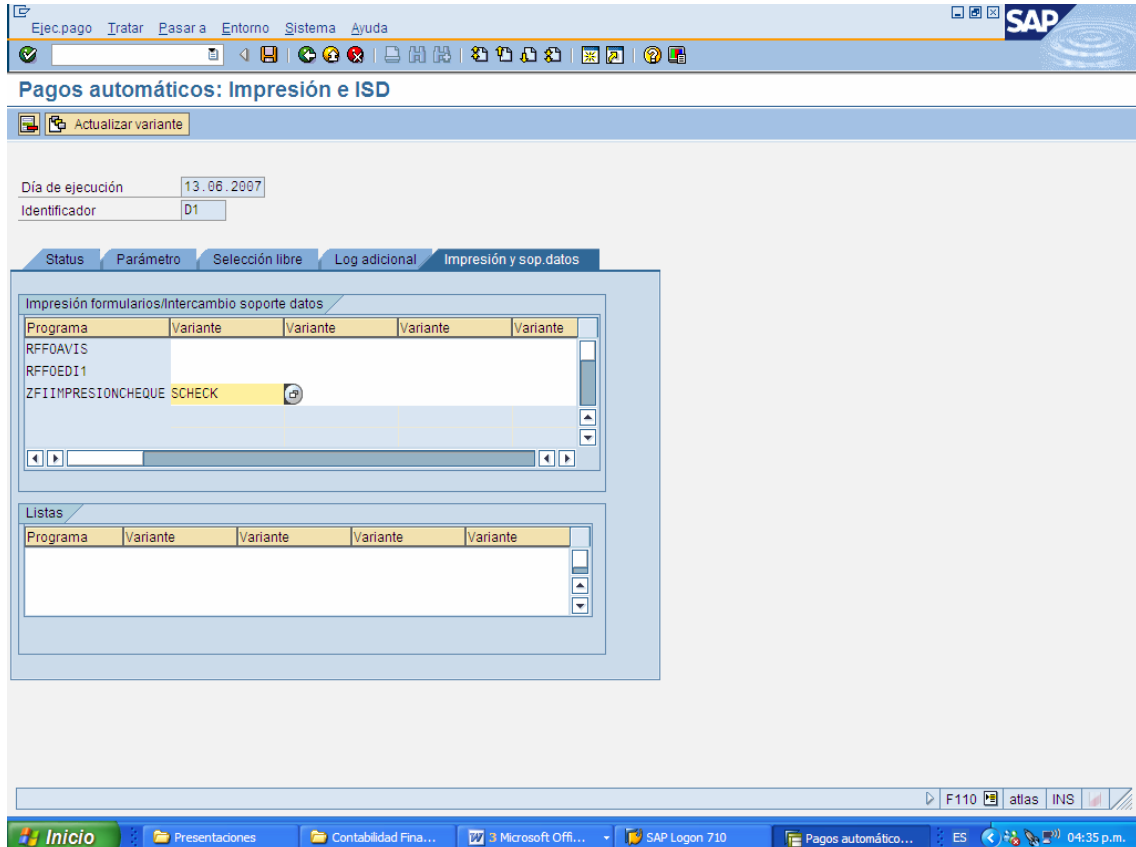 Ejec.pago Tratar Pasar a Entorno Sistema Ayuda
SAP
Pagos automáticos: Impresión e ISD
Actualizar variante
Día de ejecución 13.06.2007
Identificador D1
Status Parámetro Selección libre Log adicional Impresión y sop.datos
Impresión formularios/Intercambio soporte datos
Programa Variante Variante Variante Variante
RFFOAVIS
RFFOEDI1
ZFIIMPRESIONCHEQUE SCHECK
Listas
Programa Variante Variante Variante Variante
F110 atlas INS
Inicio Presentaciones Contabilidad Fina... 3 Microsoft Offi... SAP Logon 710 Pagos automático... ES 04:35 p.m.